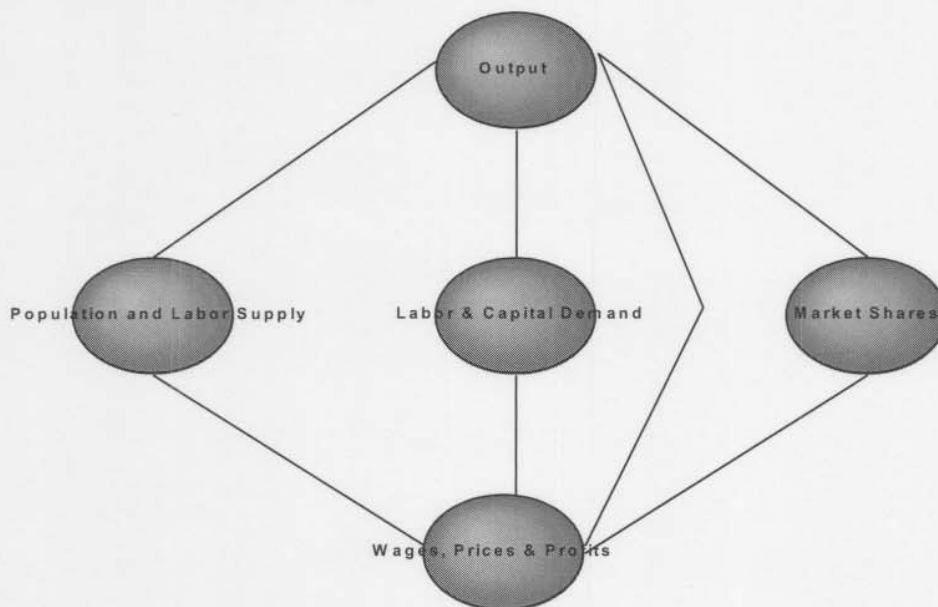 Output
Population and Labor Supply
Labor & Capital Demand
Market Shares
Wages, Prices & Profits